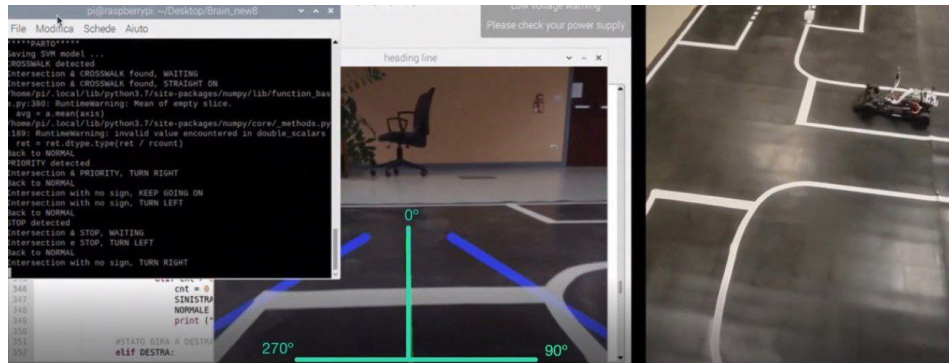 pi@raspberrypi: ~/Desktop/Brain_new8
File Modifica Schede Aiuto
*****PARTO*****
Saving SVM model ...
CROSSWALK detected
Intersection & CROSSWALK found, WAITING
Intersection & CROSSWALK found, STRAIGHT ON
/home/pi/.local/lib/python3.7/site-packages/numpy/lib/function_bas
e.py:380: RuntimeWarning: Mean of empty slice.
avg = a.mean(axis)
/home/pi/.local/lib/python3.7/site-packages/numpy/core/_methods.py
:189: RuntimeWarning: invalid value encountered in double_scalars
ret = ret.dtype.type(ret / rcount)
Back to NORMAL
PRIORITY detected
Intersection & PRIORITY, TURN RIGHT
Back to NORMAL
Intersection with no sign, KEEP GOING ON
Intersection with no sign, TURN LEFT
Back to NORMAL
STOP detected
Intersection & STOP, WAITING
Intersection e STOP, TURN LEFT
Back to NORMAL
Intersection with no sign, TURN RIGHT
346 cnt = 0
347 SINISTRA
348 NORMALE
349 print ("
350
351 #STATO GIRA A DESTRA
352 elif DESTRA:
Low voltage warning
Please check your power supply
heading line
0°
270°
90°